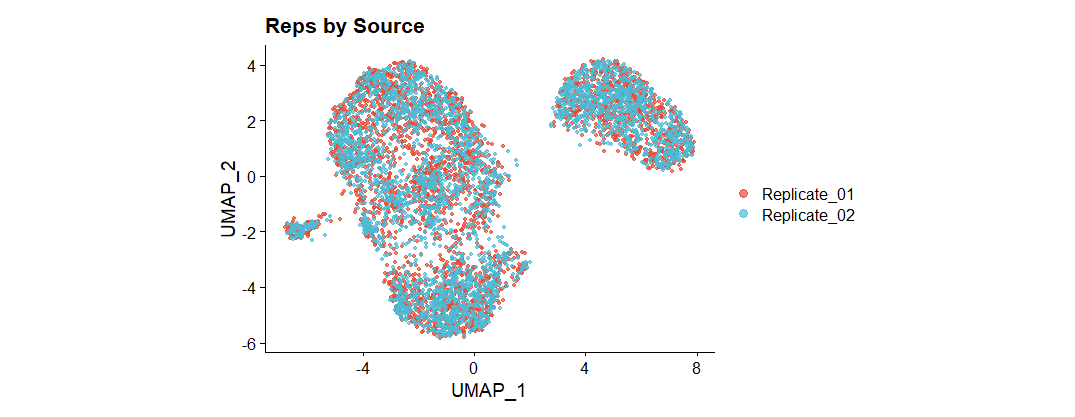 Reps by Source
4
2
0
-2
-4
-6
UMAP_2
-4
0
4
8
UMAP_1
Replicate_01
Replicate_02